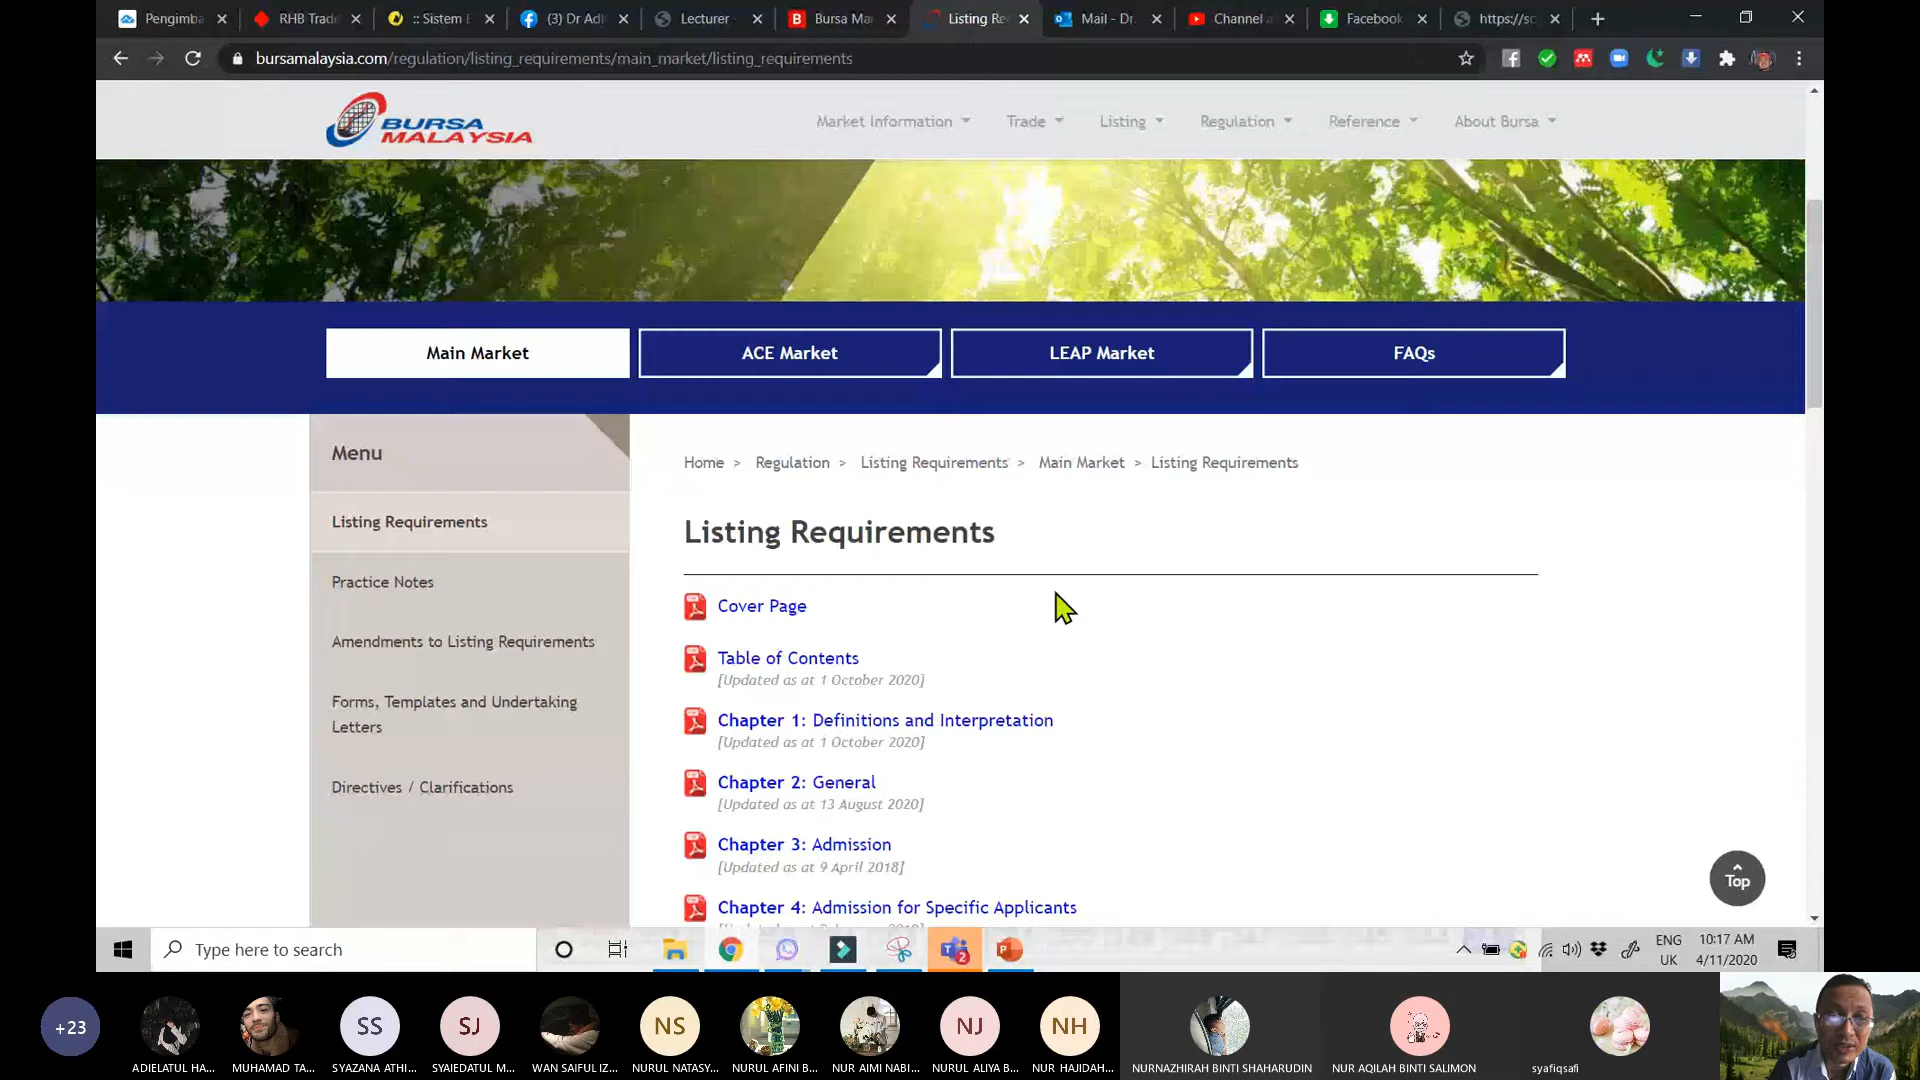 Pengimba
RHB Trade
:: Sistem E
(3) Dr Adi
Lecturer
Bursa Ma
Listing Re
Mail - Dr.
Channel a
Facebook
https://sc
bursamalaysia.com/regulation/listing_requirements/main_market/listing_requirements
BURSA
MALAYSIA
Market Information
Trade
Listing
Regulation
Reference
About Bursa
Main Market
ACE Market
LEAP Market
FAQs
Menu
Listing Requirements
Practice Notes
Amendments to Listing Requirements
Forms, Templates and Undertaking
Letters
Directives / Clarifications
Home > Regulation > Listing Requirements > Main Market > Listing Requirements
Listing Requirements
Cover Page
Table of Contents
[Updated as at 1 October 2020]
Chapter 1: Definitions and Interpretation
[Updated as at 1 October 2020]
Chapter 2: General
[Updated as at 13 August 2020]
Chapter 3: Admission
[Updated as at 9 April 2018]
Chapter 4: Admission for Specific Applicants
Top
Type here to search
ENG
UK
10:17 AM
4/11/2020
+23
SS
SJ
NS
NJ
NH
ADIELATUL HA...
MUHAMAD TA...
SYAZANA ATHI...
SYAIEDATUL M...
WAN SAIFUL IZ...
NURUL NATASY...
NURUL AFINI B...
NUR AIMI NABI...
NURUL ALIYA B...
NUR HAJIDAH...
NURNAZHIRAH BINTI SHAHARUDIN
NUR AQILAH BINTI SALIMON
syafiqsafi